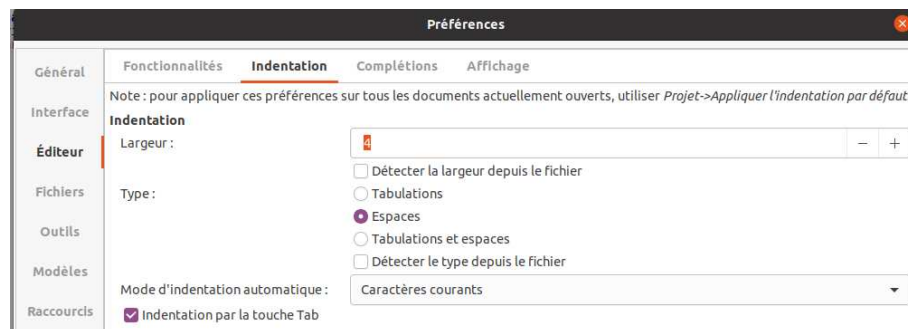 Préférences
Général
Interface
Éditeur
Fichiers
Outils
Modèles
Raccourcis
Fonctionnalités Indentation Complétions Affichage
Note : pour appliquer ces préférences sur tous les documents actuellement ouverts, utiliser Projet->Appliquer l'indentation par défaut
Indentation
Largeur : 4 − +
Détecter la largeur depuis le fichier
Type : Tabulations
Espaces
Tabulations et espaces
Détecter le type depuis le fichier
Mode d'indentation automatique : Caractères courants
Indentation par la touche Tab